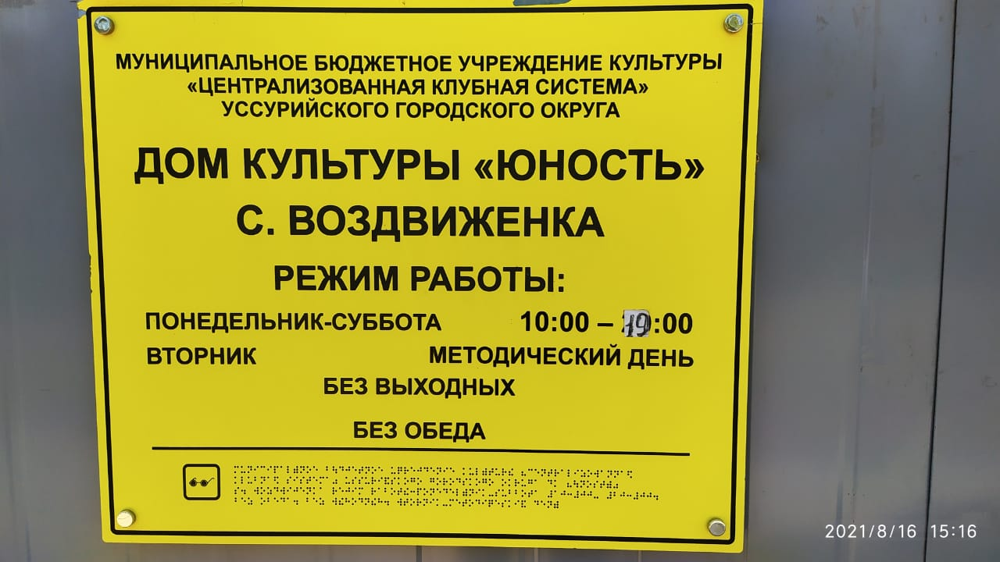 МУНИЦИПАЛЬНОЕ БЮДЖЕТНОЕ УЧРЕЖДЕНИЕ КУЛЬТУРЫ
«ЦЕНТРАЛИЗОВАННАЯ КЛУБНАЯ СИСТЕМА»
УССУРИЙСКОГО ГОРОДСКОГО ОКРУГА
ДОМ КУЛЬТУРЫ «ЮНОСТЬ»
С. ВОЗДВИЖЕНКА
РЕЖИМ РАБОТЫ:
ПОНЕДЕЛЬНИК-СУББОТА 10:00 – 19:00
ВТОРНИК МЕТОДИЧЕСКИЙ ДЕНЬ
БЕЗ ВЫХОДНЫХ
БЕЗ ОБЕДА
2021/8/16 15:16